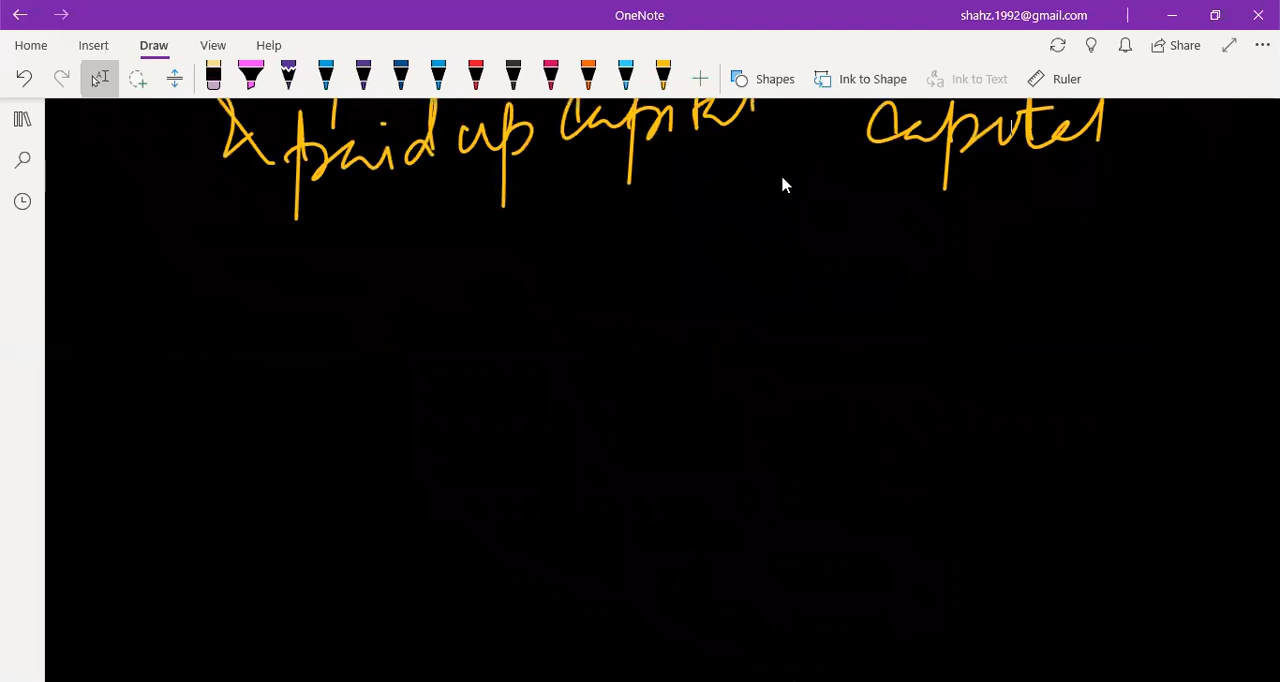 OneNote
shahz.1992@gmail.com
Home Insert Draw View Help
Share
Shapes Ink to Shape Ink to Text Ruler
& paid up capital capital